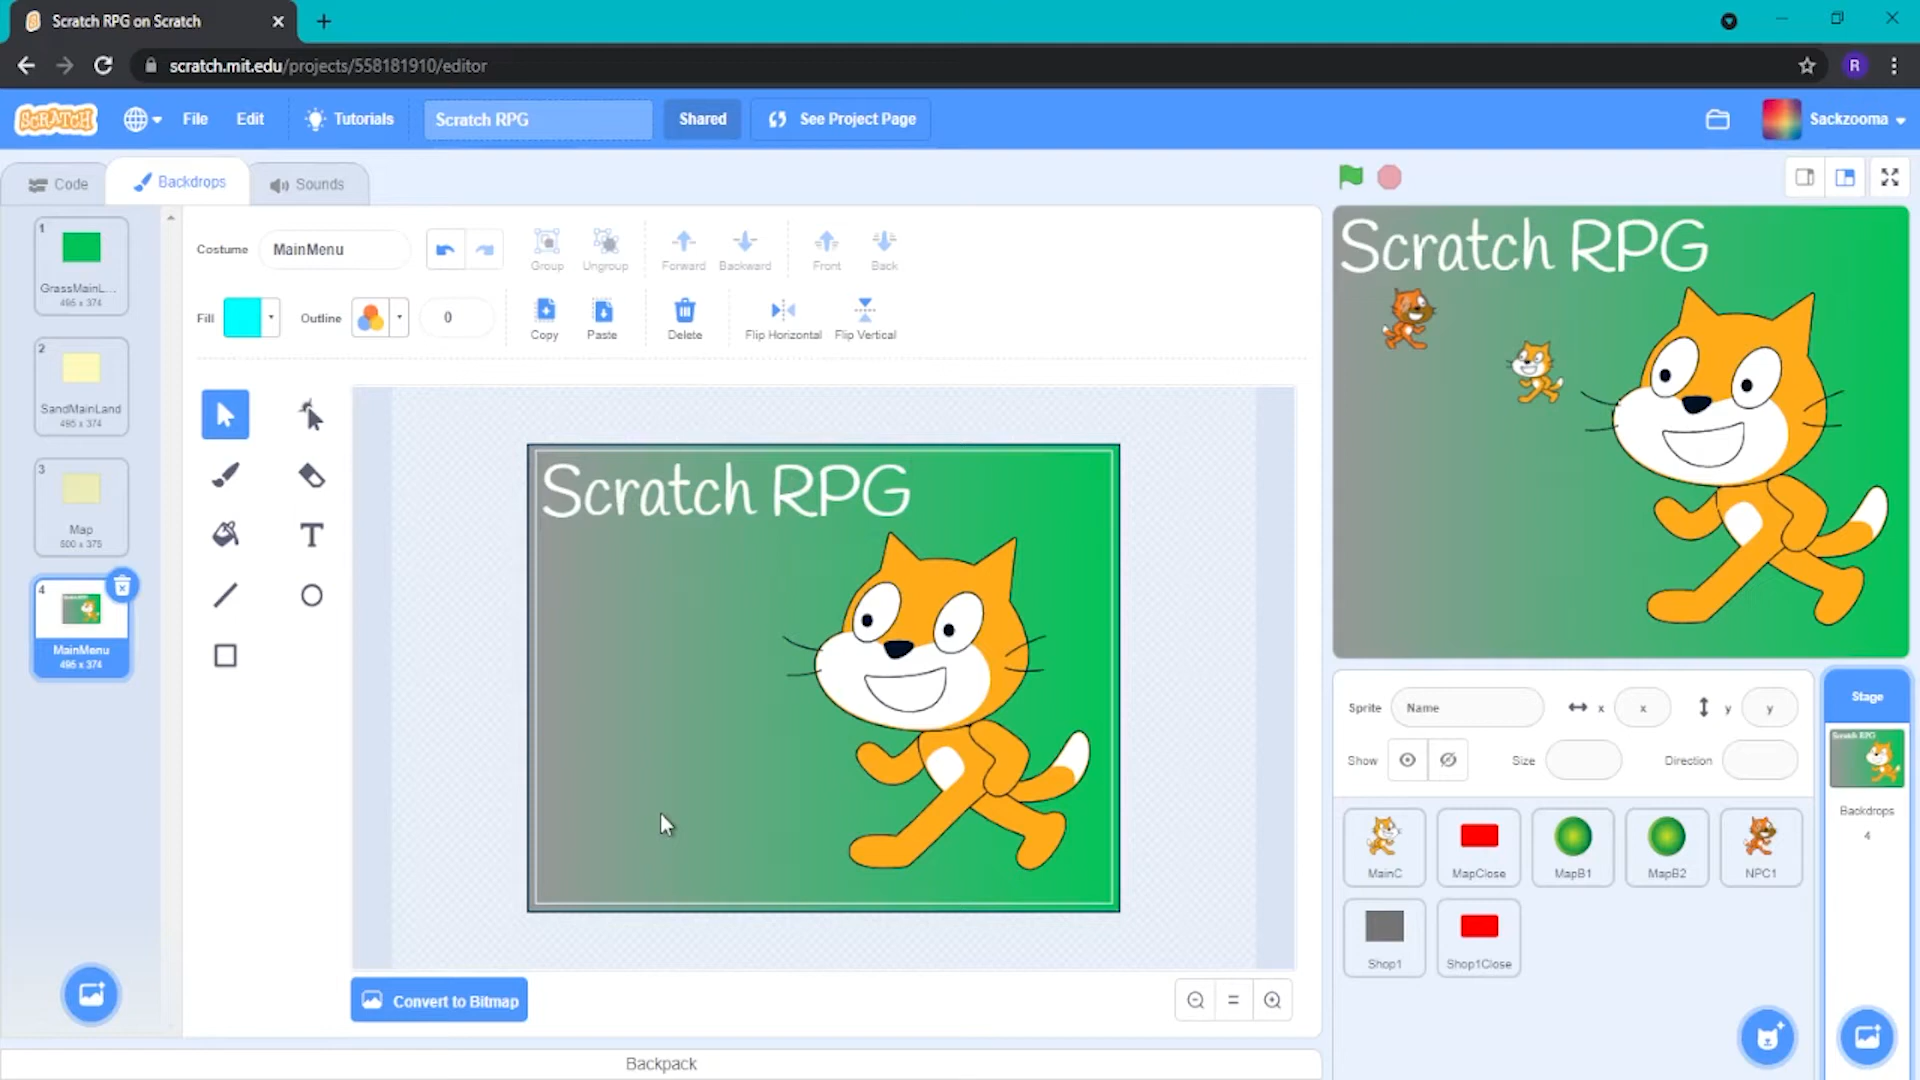 Scratch RPG on Scratch
scratch.mit.edu/projects/558181910/editor
R
SCRATCH
File
Edit
Tutorials
Scratch RPG
Shared
See Project Page
Sackzooma
Code
Backdrops
Sounds
1
GrassMainL...
495 x 374
2
SandMainLand
495 x 374
3
Map
500 x 375
4
MainMenu
495 x 374
Costume
MainMenu
Group
Ungroup
Forward
Backward
Front
Back
Fill
Outline
0
Copy
Paste
Delete
Flip Horizontal
Flip Vertical
T
Scratch RPG
Convert to Bitmap
Backpack
Scratch RPG
Sprite
Name
x
x
y
y
Show
Size
Direction
MainC
MapClose
MapB1
MapB2
NPC1
Shop1
Shop1Close
Stage
Scratch RPG
Backdrops
4